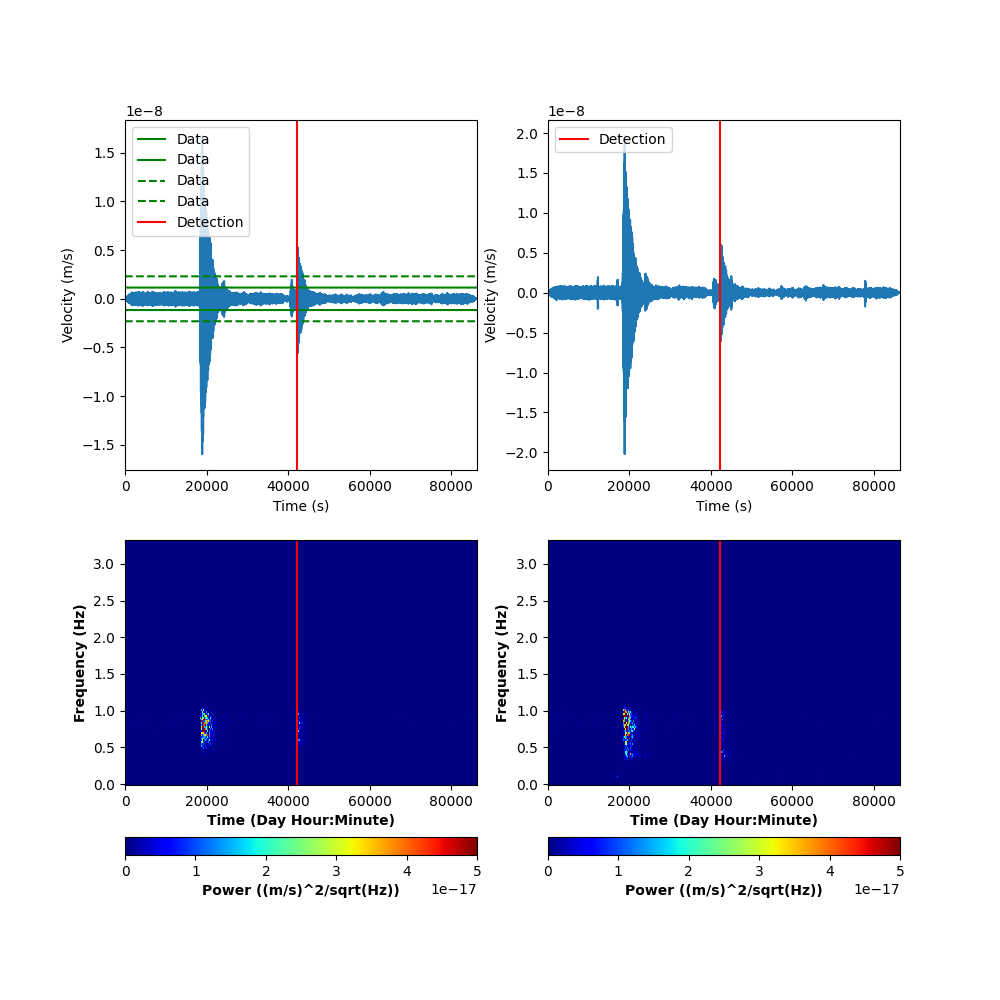 1e−8
Velocity (m/s)
1.5
1.0
0.5
0.0
−0.5
−1.0
−1.5
Data
Data
Data
Data
Detection
0 20000 40000 60000 80000
Time (s)
1e−8
Velocity (m/s)
2.0
1.5
1.0
0.5
0.0
−0.5
−1.0
−1.5
−2.0
Detection
0 20000 40000 60000 80000
Time (s)
Frequency (Hz)
3.0
2.5
2.0
1.5
1.0
0.5
0.0
0 20000 40000 60000 80000
Time (Day Hour:Minute)
0 1 2 3 4 5
Power ((m/s)^2/sqrt(Hz))
1e−17
Frequency (Hz)
3.0
2.5
2.0
1.5
1.0
0.5
0.0
0 20000 40000 60000 80000
Time (Day Hour:Minute)
0 1 2 3 4 5
Power ((m/s)^2/sqrt(Hz))
1e−17